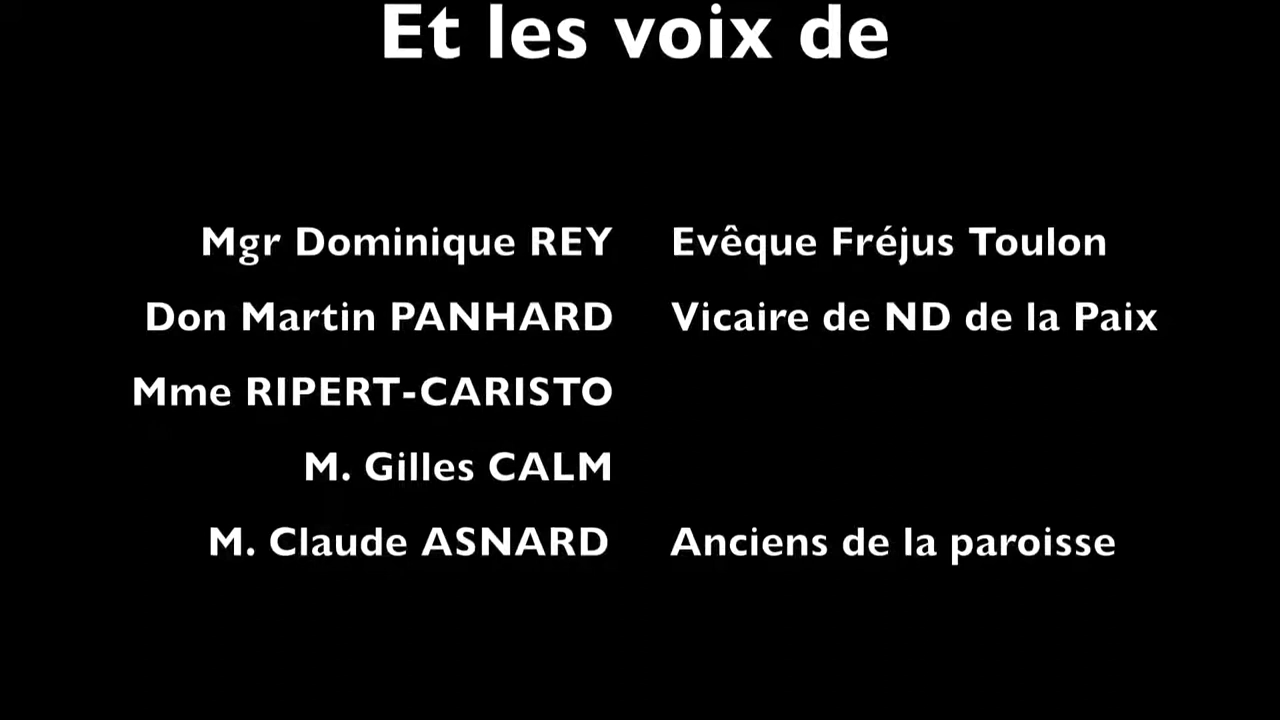 Et les voix de
Mgr Dominique REY Evêque Fréjus Toulon
Don Martin PANHARD Vicaire de ND de la Paix
Mme RIPERT-CARISTO
M. Gilles CALM
M. Claude ASNARD Anciens de la paroisse